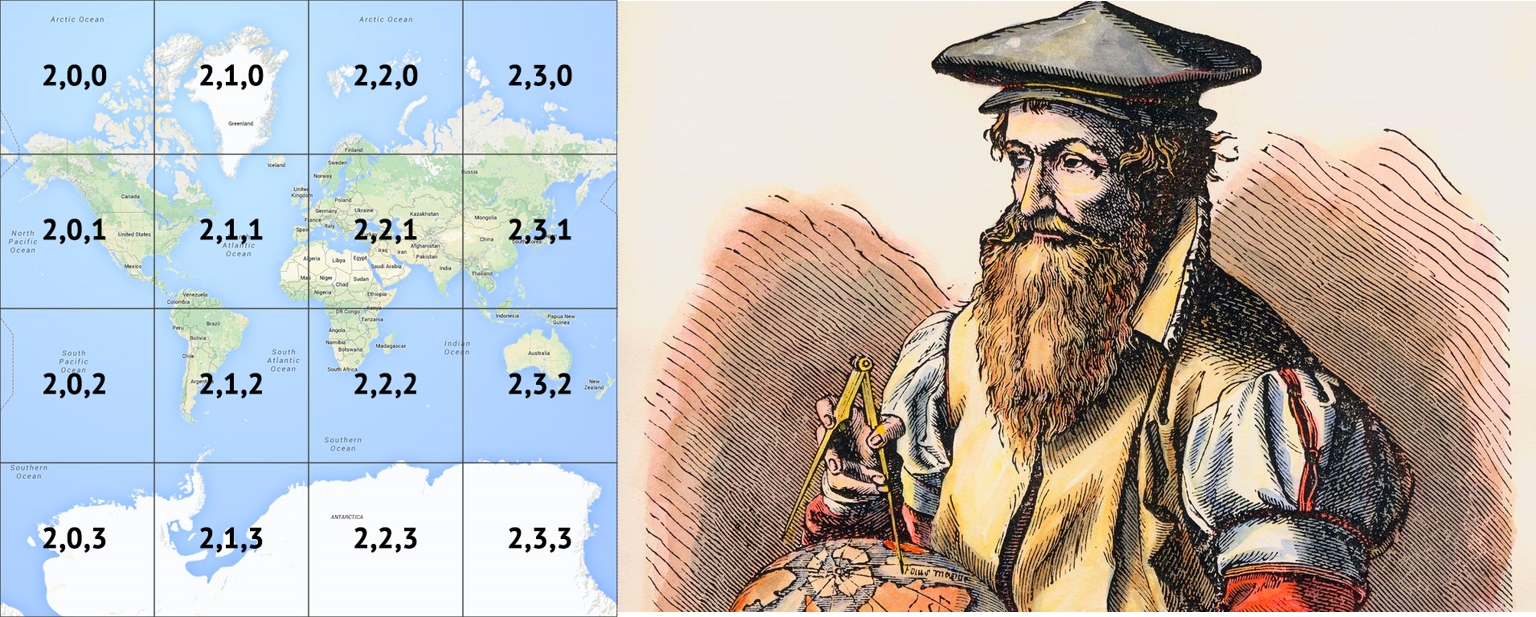 Arctic Ocean
Arctic Ocean
2,0,0
2,1,0
2,2,0
2,3,0
Greenland
Finland
Iceland
Sweden
Norway
Russia
Canada
United
Kingdom
Poland
Germany
Ukraine
Kazakhstan
Mongolia
France
North
Pacific
Ocean
2,0,1
United States
2,1,1
Atlantic
Ocean
Spain
Italy
2,2,1
China
2,3,1
South Korea
Afghanistan
Iraq
Iran
Pakistan
Algeria
Libya
Egypt
Saudi Arabia
India
Mexico
Mali
Niger
Chad
Sudan
Thailand
Nigeria
Ethiopia
Venezuela
Colombia
Kenya
DR Congo
Tanzania
Indonesia
Papua New
Guinea
Brazil
Peru
Angola
Bolivia
Namibia
Botswana
Madagascar
Indian
Ocean
Australia
South
Pacific
Ocean
Chile
South
Atlantic
Ocean
South Africa
2,0,2
Argent
2,1,2
2,2,2
2,3,2
New
Zealand
Southern
Ocean
Southern
Ocean
ANTARCTICA
2,0,3
2,1,3
2,2,3
2,3,3